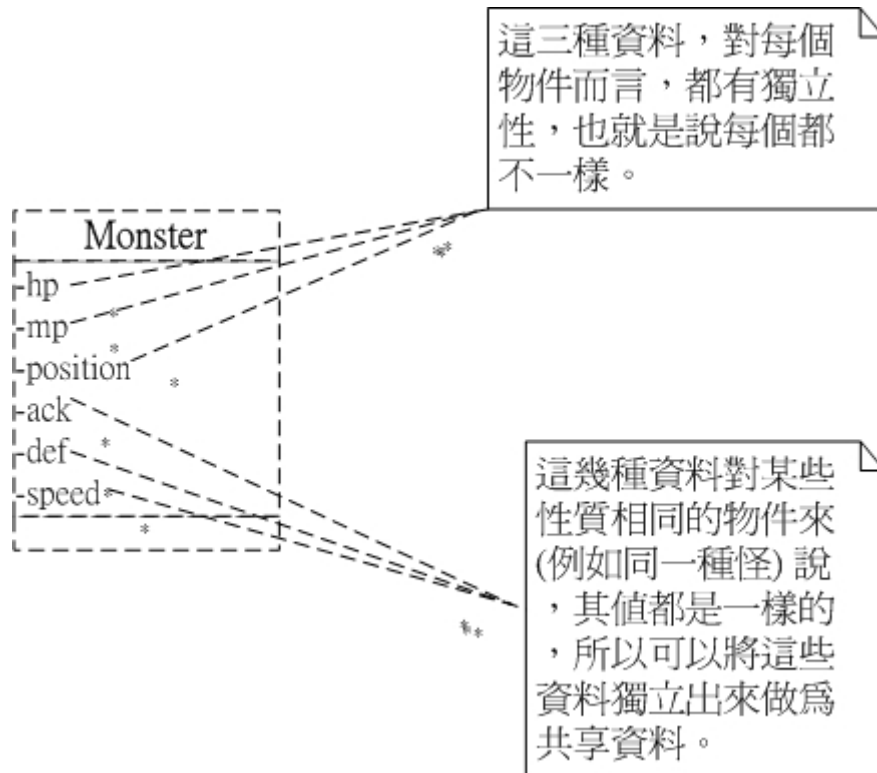 這三種資料，對每個
物件而言，都有獨立
性，也就是說每個都
不一樣。
Monster
-hp
-mp
-position
-ack
-def
-speed
*
*
*
*
*
*
**
**
這幾種資料對某些
性質相同的物件來
(例如同一種怪) 說
，其值都是一樣的
，所以可以將這些
資料獨立出來做為
共享資料。